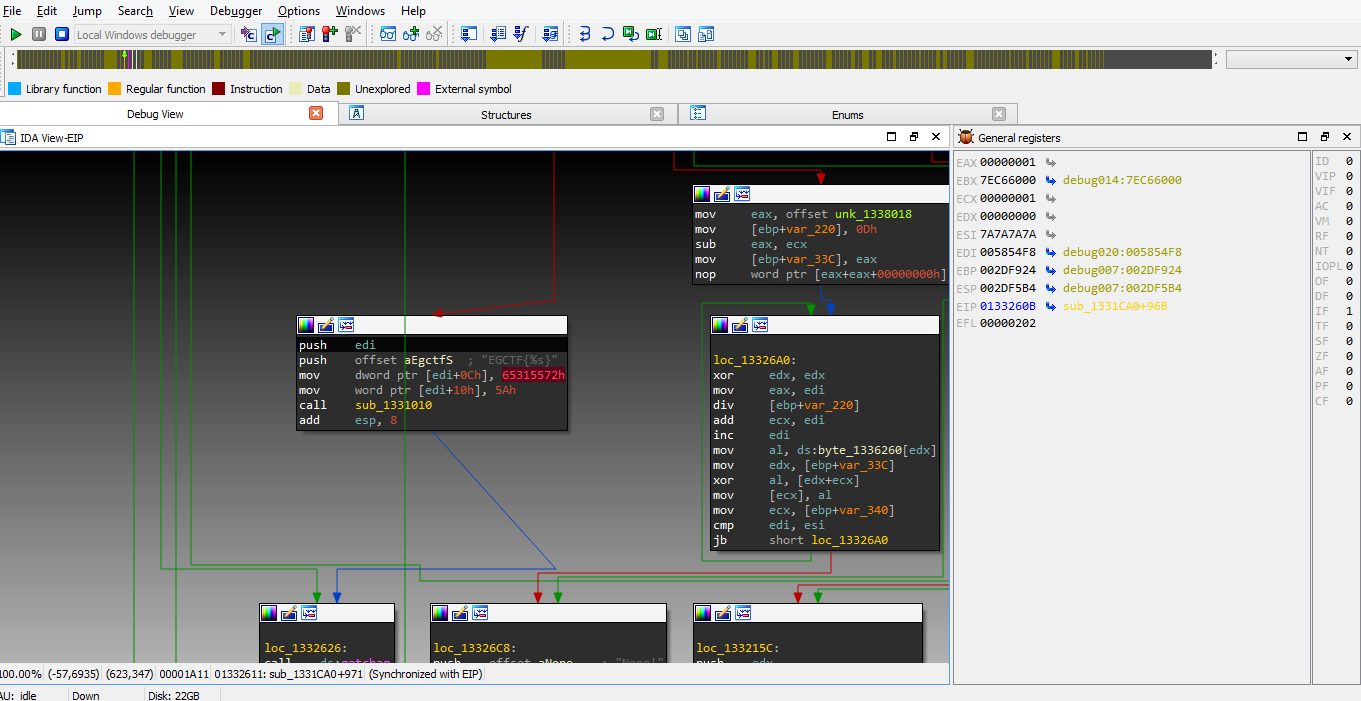 File Edit Jump Search View Debugger Options Windows Help
Local Windows debugger
Library function Regular function Instruction Data Unexplored External symbol
Debug View Structures Enums
IDA View-EIP
push edi
push offset aEgctfS ; "EGCTF{%s}"
mov dword ptr [edi+0Ch], 65315572h
mov word ptr [edi+10h], 5Ah
call sub_1331010
add esp, 8
mov eax, offset unk_1338018
mov [ebp+var_220], 0Dh
sub eax, ecx
mov [ebp+var_33C], eax
nop word ptr [eax+eax+00000000h]
loc_13326A0:
xor edx, edx
mov eax, edi
div [ebp+var_220]
add ecx, edi
inc edi
mov al, ds:byte_1336260[edx]
mov edx, [ebp+var_33C]
xor al, [edx+ecx]
mov [ecx], al
mov ecx, [ebp+var_340]
cmp edi, esi
jb short loc_13326A0
loc_1332626:
call ds:getchar
loc_13326C8:
push offset aNope ; "Nope!"
loc_133215C:
push edx
100.00% (-57,6935) (623,347) 00001A11 01332611: sub_1331CA0+971 (Synchronized with EIP)
General registers
EAX 00000001
EBX 7EC66000 debug014:7EC66000
ECX 00000001
EDX 00000000
ESI 7A7A7A7A
EDI 005854F8 debug020:005854F8
EBP 002DF924 debug007:002DF924
ESP 002DF5B4 debug007:002DF5B4
EIP 0133260B sub_1331CA0+96B
EFL 00000202
ID 0
VIP 0
VIF 0
AC 0
VM 0
RF 0
NT 0
IOPL 0
OF 0
DF 0
IF 1
TF 0
SF 0
ZF 0
AF 0
PF 0
CF 0
AU: idle Down Disk: 22GB